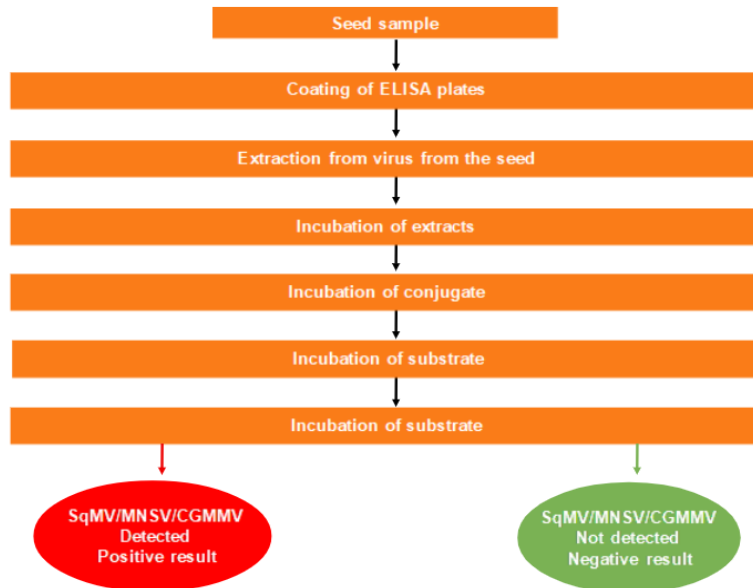 Seed sample
Coating of ELISA plates
Extraction from virus from the seed
Incubation of extracts
Incubation of conjugate
Incubation of substrate
Incubation of substrate
SqMV/MNSV/CGMMV
Detected
Positive result
SqMV/MNSV/CGMMV
Not detected
Negative result